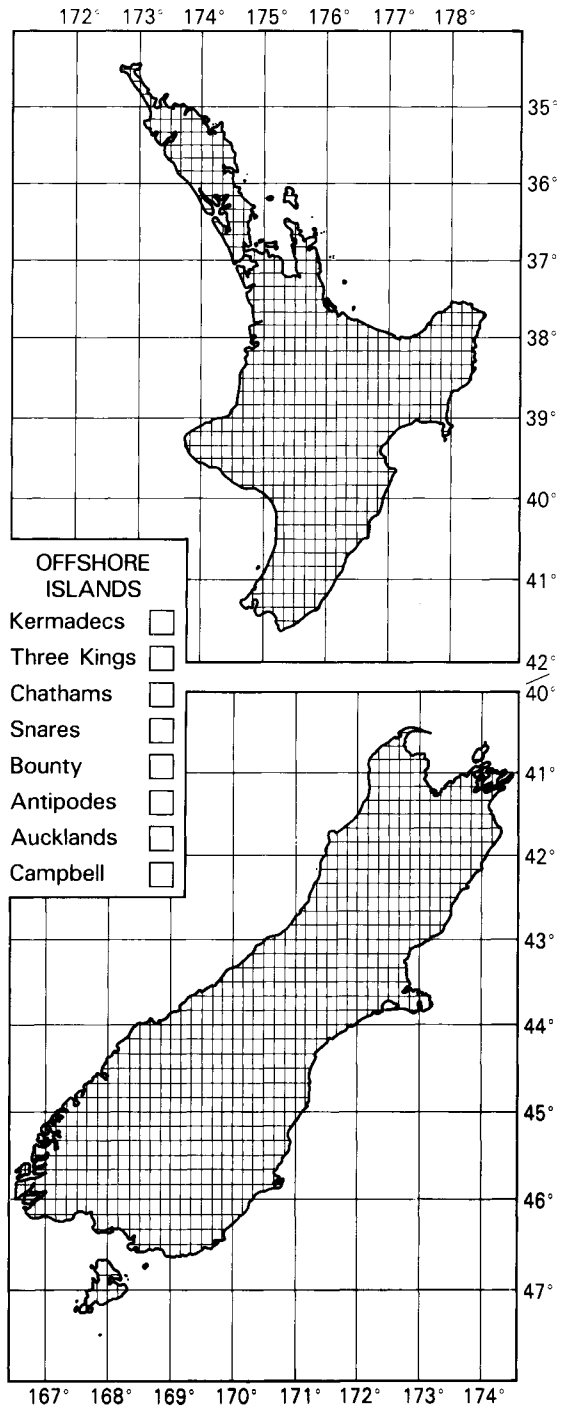 172° 173° 174° 175° 176° 177° 178°
35°
36°
37°
38°
39°
40°
41°
42°
OFFSHORE
ISLANDS
Kermadecs
Three Kings
Chathams
Snares
Bounty
Antipodes
Aucklands
Campbell
40°
41°
42°
43°
44°
45°
46°
47°
167° 168° 169° 170° 171° 172° 173° 174°